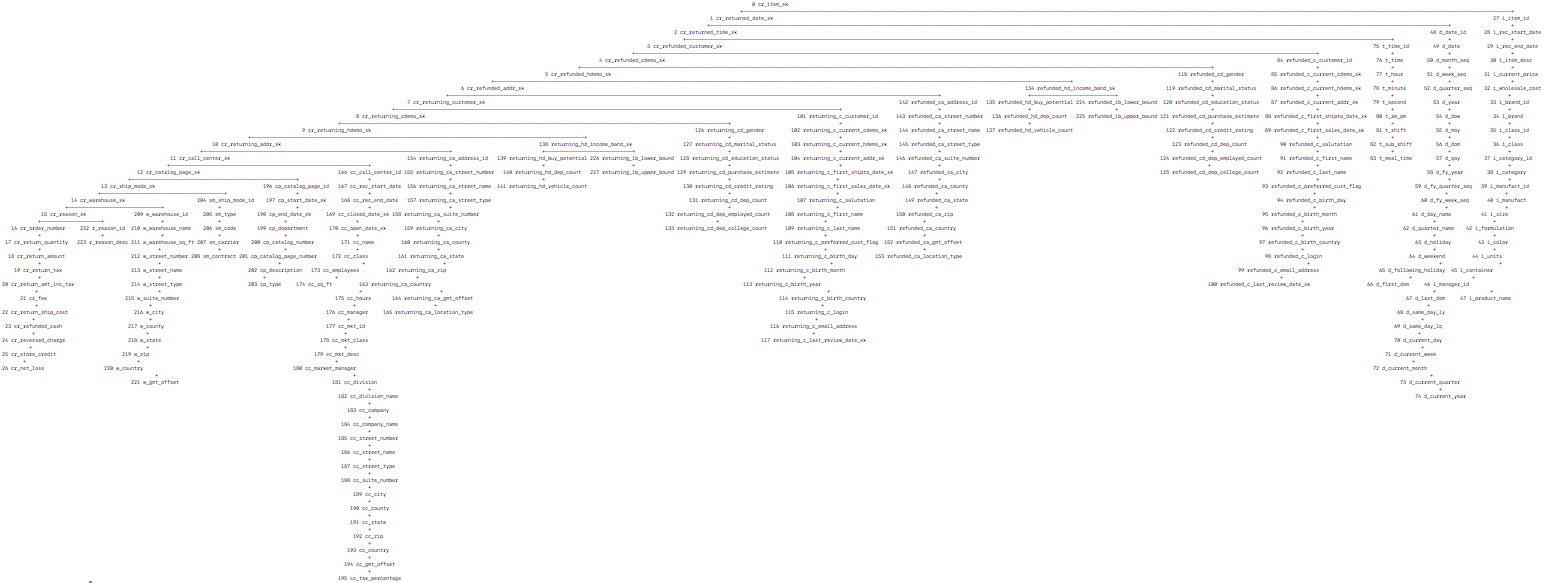 0 cr_item_sk
1 cr_returned_date_sk
2 cr_returned_time_sk
3 cr_refunded_customer_sk
4 cr_refunded_cdemo_sk
5 cr_refunded_hdemo_sk
6 cr_refunded_addr_sk
7 cr_returning_customer_sk
8 cr_returning_cdemo_sk
9 cr_returning_hdemo_sk
10 cr_returning_addr_sk
11 cr_call_center_sk
12 cr_catalog_page_sk
13 cr_ship_mode_sk
14 cr_warehouse_sk
15 cr_reason_sk
16 cr_order_number
17 cr_return_quantity
18 cr_return_amount
19 cr_return_tax
20 cr_return_amt_inc_tax
21 cr_fee
22 cr_return_ship_cost
23 cr_refunded_cash
24 cr_reversed_charge
25 cr_store_credit
26 cr_net_loss
27 i_item_id
28 i_rec_start_date
29 i_rec_end_date
30 i_item_desc
31 i_current_price
32 i_wholesale_cost
33 i_brand_id
34 i_brand
35 i_class_id
36 i_class
37 i_category_id
38 i_category
39 i_manufact_id
40 i_manufact
41 i_size
42 i_formulation
43 i_color
44 i_units
45 i_container
46 i_manager_id
47 i_product_name
48 d_date_id
49 d_date
50 d_month_seq
51 d_week_seq
52 d_quarter_seq
53 d_year
54 d_dow
55 d_moy
56 d_dom
57 d_qoy
58 d_fy_year
59 d_fy_quarter_seq
60 d_fy_week_seq
61 d_day_name
62 d_quarter_name
63 d_holiday
64 d_weekend
65 d_following_holiday
66 d_first_dom
67 d_last_dom
68 d_same_day_ly
69 d_same_day_lq
70 d_current_day
71 d_current_week
72 d_current_month
73 d_current_quarter
74 d_current_year
75 t_time_id
76 t_time
77 t_hour
78 t_minute
79 t_second
80 t_am_pm
81 t_shift
82 t_sub_shift
83 t_meal_time
84 refunded_c_customer_id
85 refunded_c_current_cdemo_sk
86 refunded_c_current_hdemo_sk
87 refunded_c_current_addr_sk
88 refunded_c_first_shipto_date_sk
89 refunded_c_first_sales_date_sk
90 refunded_c_salutation
91 refunded_c_first_name
92 refunded_c_last_name
93 refunded_c_preferred_cust_flag
94 refunded_c_birth_day
95 refunded_c_birth_month
96 refunded_c_birth_year
97 refunded_c_birth_country
98 refunded_c_login
99 refunded_c_email_address
100 refunded_c_last_review_date_sk
101 returning_c_customer_id
102 returning_c_current_cdemo_sk
103 returning_c_current_hdemo_sk
104 returning_c_current_addr_sk
105 returning_c_first_shipto_date_sk
106 returning_c_first_sales_date_sk
107 returning_c_salutation
108 returning_c_first_name
109 returning_c_last_name
110 returning_c_preferred_cust_flag
111 returning_c_birth_day
112 returning_c_birth_month
113 returning_c_birth_year
114 returning_c_birth_country
115 returning_c_login
116 returning_c_email_address
117 returning_c_last_review_date_sk
118 refunded_cd_gender
119 refunded_cd_marital_status
120 refunded_cd_education_status
121 refunded_cd_purchase_estimate
122 refunded_cd_credit_rating
123 refunded_cd_dep_count
124 refunded_cd_dep_employed_count
125 refunded_cd_dep_college_count
126 returning_cd_gender
127 returning_cd_marital_status
128 returning_cd_education_status
129 returning_cd_purchase_estimate
130 returning_cd_credit_rating
131 returning_cd_dep_count
132 returning_cd_dep_employed_count
133 returning_cd_dep_college_count
134 refunded_hd_income_band_sk
135 refunded_hd_buy_potential
136 refunded_hd_dep_count
137 refunded_hd_vehicle_count
138 returning_hd_income_band_sk
139 returning_hd_buy_potential
140 returning_hd_dep_count
141 returning_hd_vehicle_count
142 refunded_ca_address_id
143 refunded_ca_street_number
144 refunded_ca_street_name
145 refunded_ca_street_type
146 refunded_ca_suite_number
147 refunded_ca_city
148 refunded_ca_county
149 refunded_ca_state
150 refunded_ca_zip
151 refunded_ca_country
152 refunded_ca_gmt_offset
153 refunded_ca_location_type
154 returning_ca_address_id
155 returning_ca_street_number
156 returning_ca_street_name
157 returning_ca_street_type
158 returning_ca_suite_number
159 returning_ca_city
160 returning_ca_county
161 returning_ca_state
162 returning_ca_zip
163 returning_ca_country
164 returning_ca_gmt_offset
165 returning_ca_location_type
166 cc_call_center_id
167 cc_rec_start_date
168 cc_rec_end_date
169 cc_closed_date_sk
170 cc_open_date_sk
171 cc_name
172 cc_class
173 cc_employees
174 cc_sq_ft
175 cc_hours
176 cc_manager
177 cc_mkt_id
178 cc_mkt_class
179 cc_mkt_desc
180 cc_market_manager
181 cc_division
182 cc_division_name
183 cc_company
184 cc_company_name
185 cc_street_number
186 cc_street_name
187 cc_street_type
188 cc_suite_number
189 cc_city
190 cc_county
191 cc_state
192 cc_zip
193 cc_country
194 cc_gmt_offset
195 cc_tax_percentage
196 cp_catalog_page_id
197 cp_start_date_sk
198 cp_end_date_sk
199 cp_department
200 cp_catalog_number
201 cp_catalog_page_number
202 cp_description
203 cp_type
204 sm_ship_mode_id
205 sm_type
206 sm_code
207 sm_carrier
208 sm_contract
209 w_warehouse_id
210 w_warehouse_name
211 w_warehouse_sq_ft
212 w_street_number
213 w_street_name
214 w_street_type
215 w_suite_number
216 w_city
217 w_county
218 w_state
219 w_zip
220 w_country
221 w_gmt_offset
222 r_reason_id
223 r_reason_desc
224 refunded_ib_lower_bound
225 refunded_ib_upper_bound
226 returning_ib_lower_bound
227 returning_ib_upper_bound